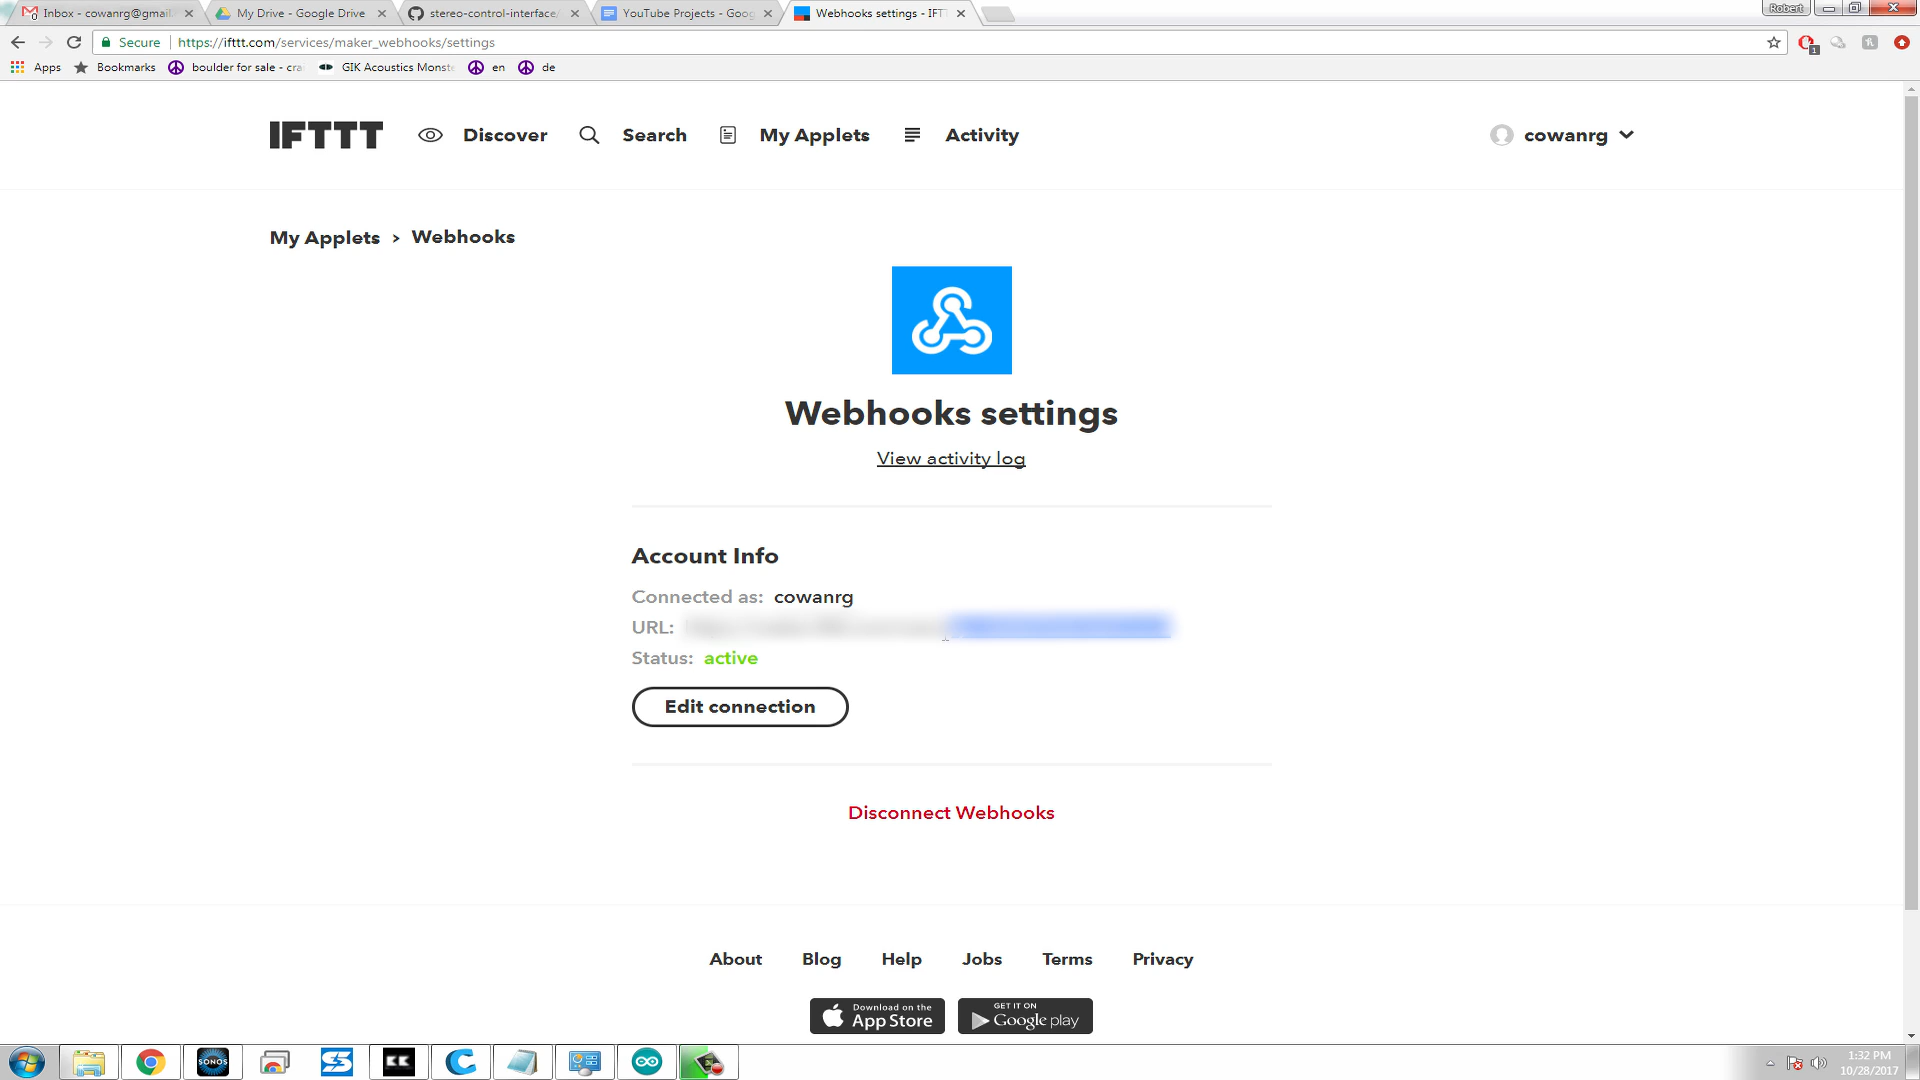 Inbox - cowanrg@gmail.
My Drive - Google Drive
stereo-control-interface/
YouTube Projects - Goog
Webhooks settings - IFT
Robert
Secure
https://ifttt.com/services/maker_webhooks/settings
1
Apps
Bookmarks
boulder for sale - cra
GIK Acoustics Monst
en
de
IFTTT
Discover
Search
My Applets
Activity
cowanrg
My Applets > Webhooks
Webhooks settings
View activity log
Account Info
Connected as: cowanrg
URL:
Status: active
Edit connection
Disconnect Webhooks
About
Blog
Help
Jobs
Terms
Privacy
Download on the
App Store
GET IT ON
Google play
SONOS
1:32 PM
10/28/2017